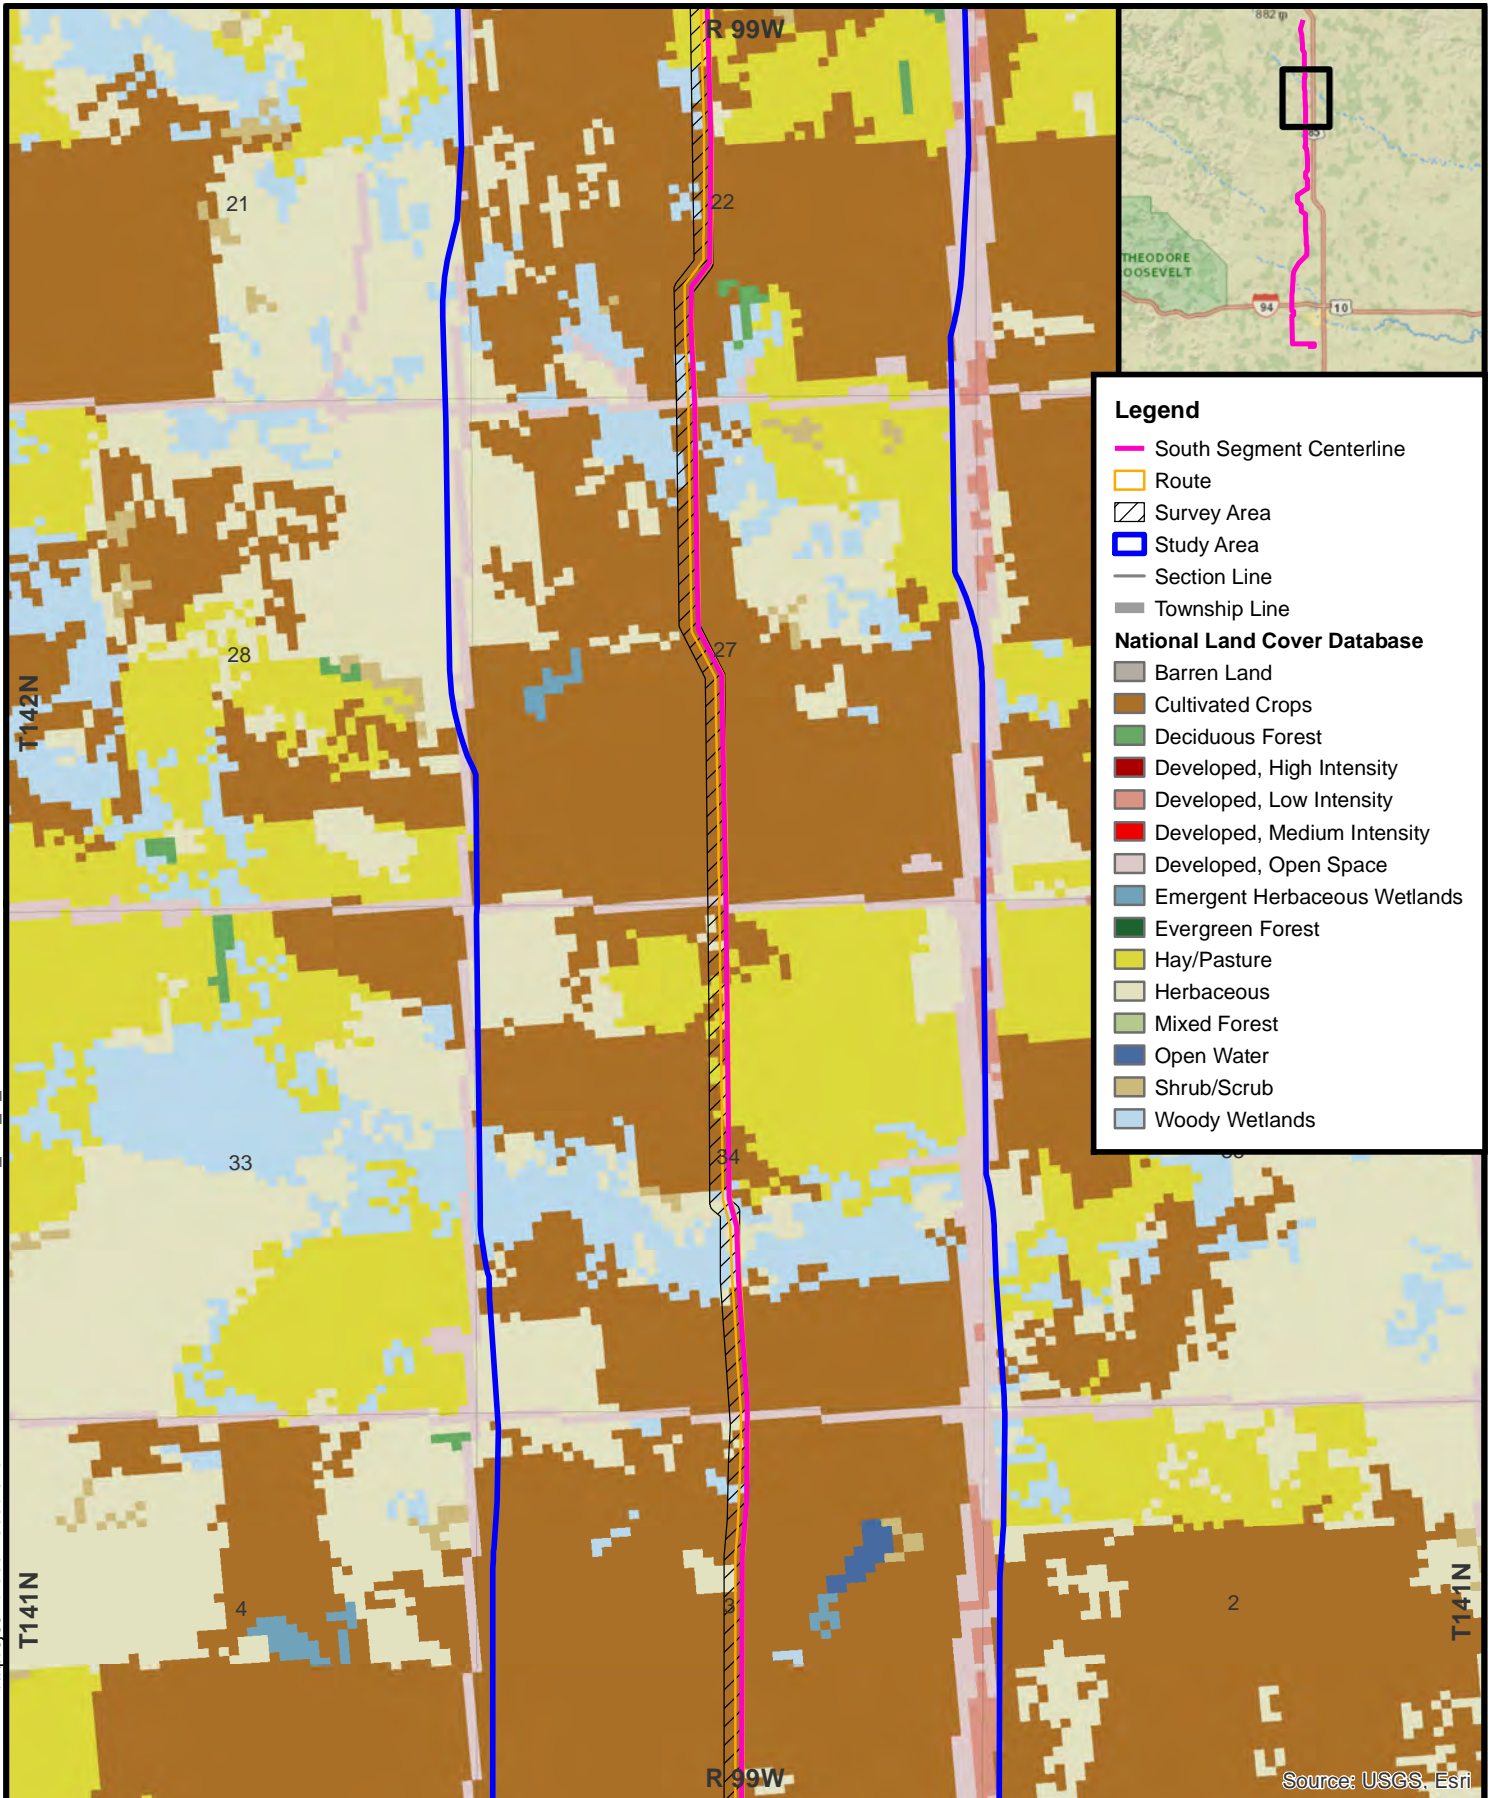 R 99W
882 m
21
22
85
THEODORE
OOSEVELT
94
10
Legend
South Segment Centerline
Route
Survey Area
Study Area
Section Line
Township Line
National Land Cover Database
Barren Land
Cultivated Crops
Deciduous Forest
Developed, High Intensity
Developed, Low Intensity
Developed, Medium Intensity
Developed, Open Space
Emergent Herbaceous Wetlands
Evergreen Forest
Hay/Pasture
Herbaceous
Mixed Forest
Open Water
Shrub/Scrub
Woody Wetlands
28
27
T142N
33
34
T141N
4
3
2
T141N
R 99W
Source: USGS, Esri